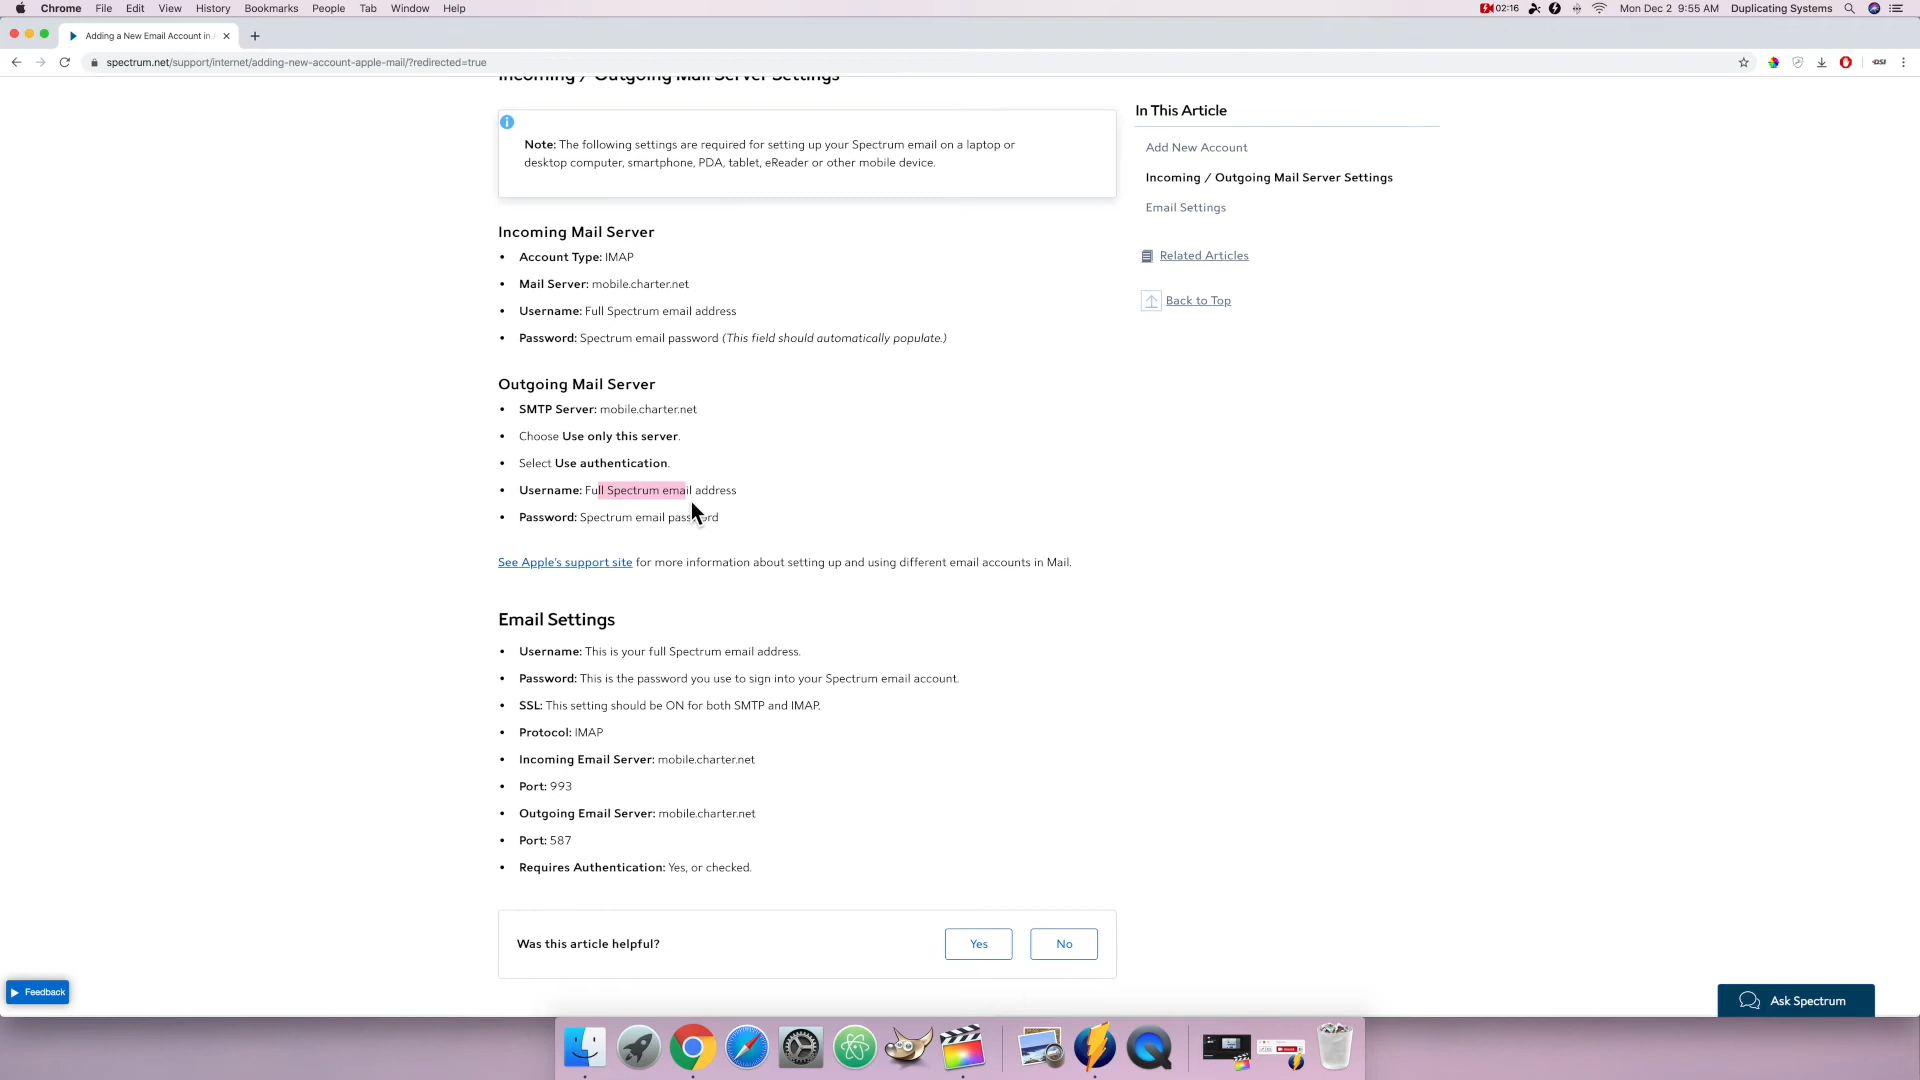 Chrome File Edit View History Bookmarks People Tab Window Help 02:16 Mon Dec 2 9:55 AM Duplicating Systems
Adding a New Email Account in
spectrum.net/support/internet/adding-new-account-apple-mail/?redirected=true
Incoming / Outgoing Mail Server Settings
Note: The following settings are required for setting up your Spectrum email on a laptop or
desktop computer, smartphone, PDA, tablet, eReader or other mobile device.
Incoming Mail Server
• Account Type: IMAP
• Mail Server: mobile.charter.net
• Username: Full Spectrum email address
• Password: Spectrum email password (This field should automatically populate.)
Outgoing Mail Server
• SMTP Server: mobile.charter.net
• Choose Use only this server.
• Select Use authentication.
• Username: Full Spectrum email address
• Password: Spectrum email password
See Apple's support site for more information about setting up and using different email accounts in Mail.
Email Settings
• Username: This is your full Spectrum email address.
• Password: This is the password you use to sign into your Spectrum email account.
• SSL: This setting should be ON for both SMTP and IMAP.
• Protocol: IMAP
• Incoming Email Server: mobile.charter.net
• Port: 993
• Outgoing Email Server: mobile.charter.net
• Port: 587
• Requires Authentication: Yes, or checked.
Was this article helpful? Yes No
In This Article
Add New Account
Incoming / Outgoing Mail Server Settings
Email Settings
Related Articles
Back to Top
Feedback
Ask Spectrum